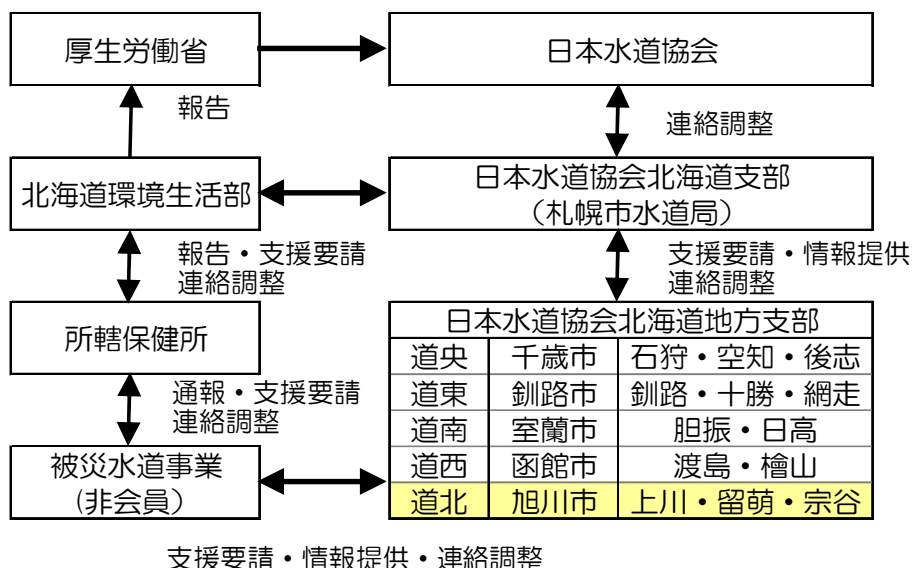 厚生労働省
日本水道協会
報告
連絡調整
北海道環境生活部
日本水道協会北海道支部
(札幌市水道局)
報告・支援要請
連絡調整
支援要請・情報提供
連絡調整
所轄保健所
日本水道協会北海道地方支部
道央 千歳市 石狩・空知・後志
道東 釧路市 釧路・十勝・網走
道南 室蘭市 胆振・日高
道西 函館市 渡島・檜山
道北 旭川市 上川・留萌・宗谷
通報・支援要請
連絡調整
被災水道事業
(非会員)
支援要請・情報提供・連絡調整